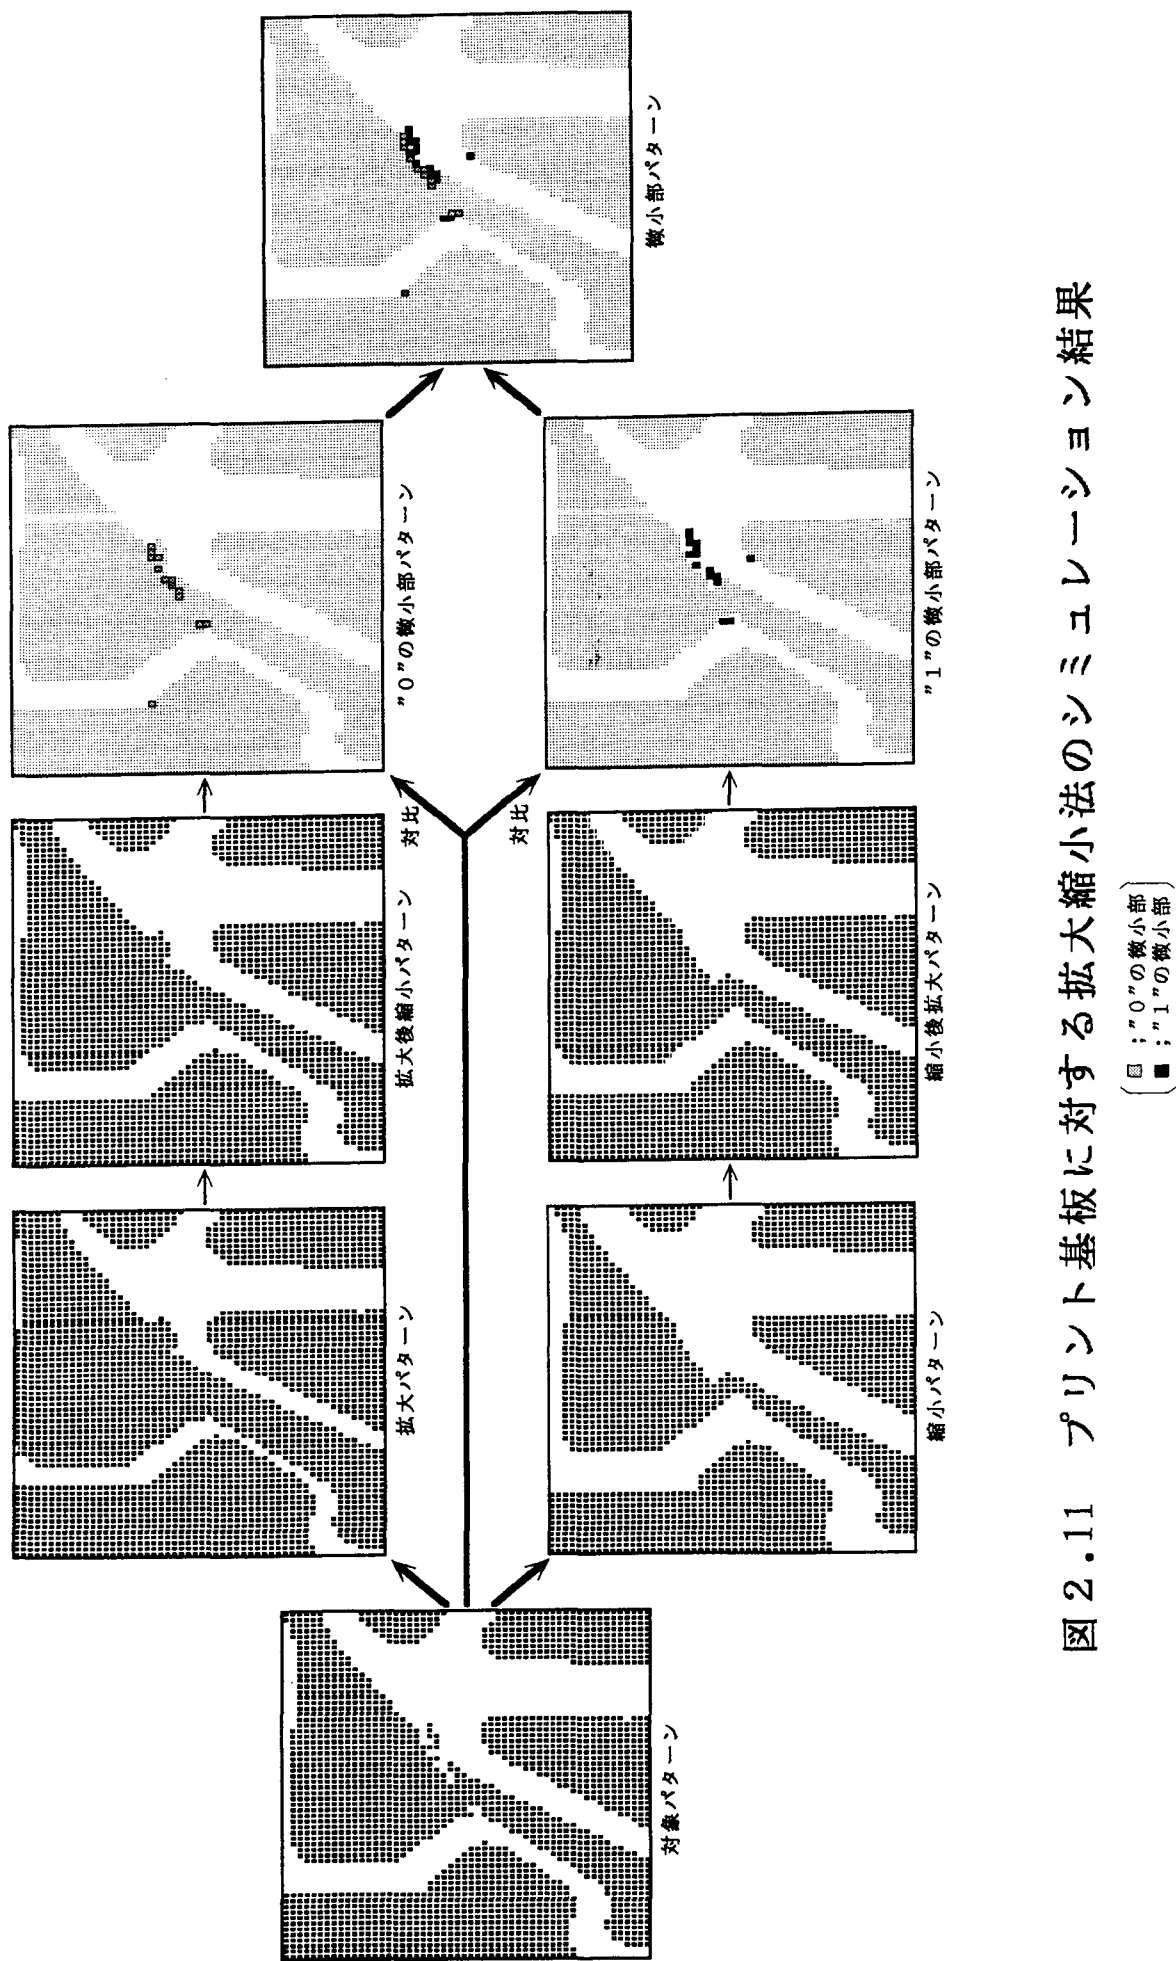 対象パターン
拡大パターン
縮小パターン
拡大後縮小パターン
縮小後拡大パターン
対比
対比
"0"の微小部パターン
"1"の微小部パターン
微小部パターン
図2.11 プリント基板に対する拡大縮小法のシミュレーション結果
;"0"の微小部
;"1"の微小部